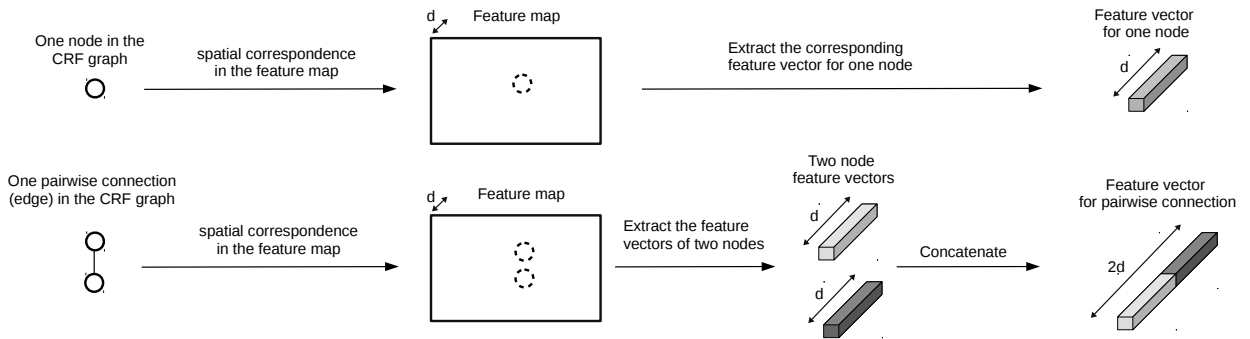 One node in the
CRF graph
spatial correspondence
in the feature map
d
Feature map
Extract the corresponding
feature vector for one node
Feature vector
for one node
d
One pairwise connection
(edge) in the CRF graph
spatial correspondence
in the feature map
d
Feature map
Extract the feature
vectors of two nodes
Two node
feature vectors
d
d
Concatenate
Feature vector
for pairwise connection
2d